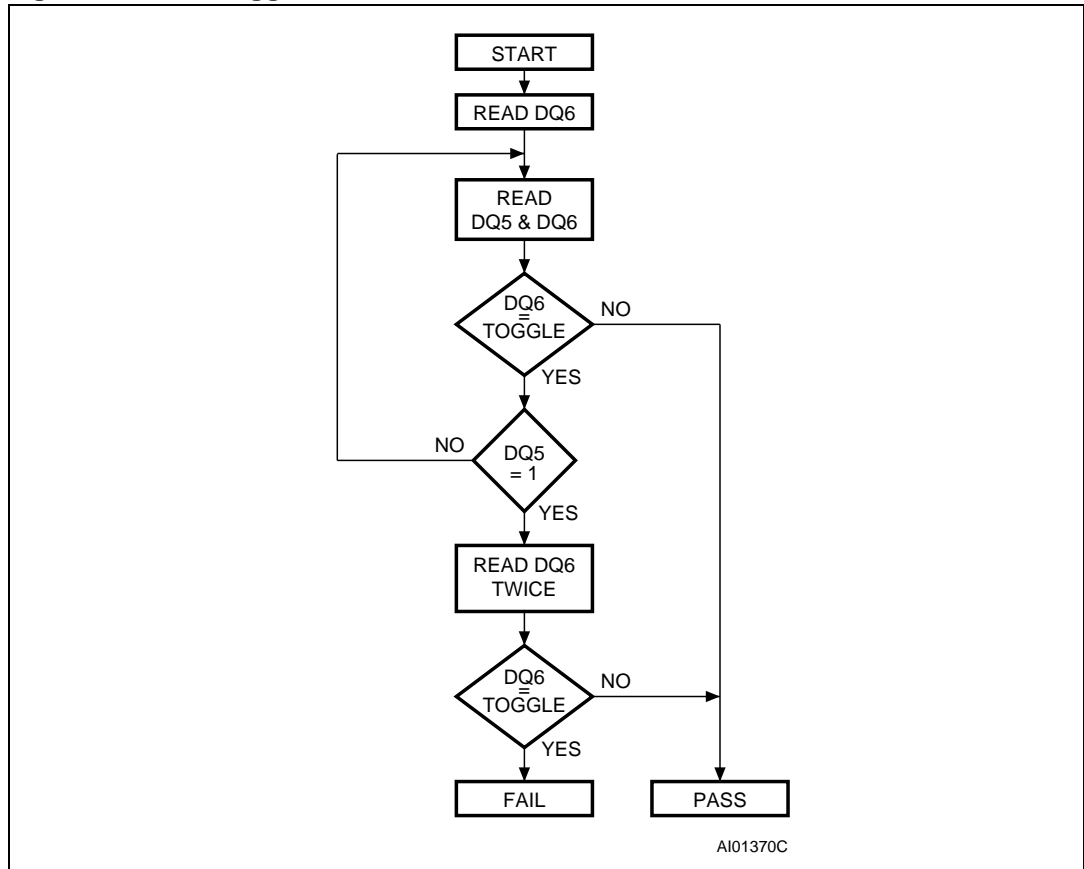 START
READ DQ6
READ
DQ5 & DQ6
DQ6
=
TOGGLE
NO
YES
NO
DQ5
= 1
YES
READ DQ6
TWICE
DQ6
=
TOGGLE
NO
YES
FAIL
PASS
AI01370C